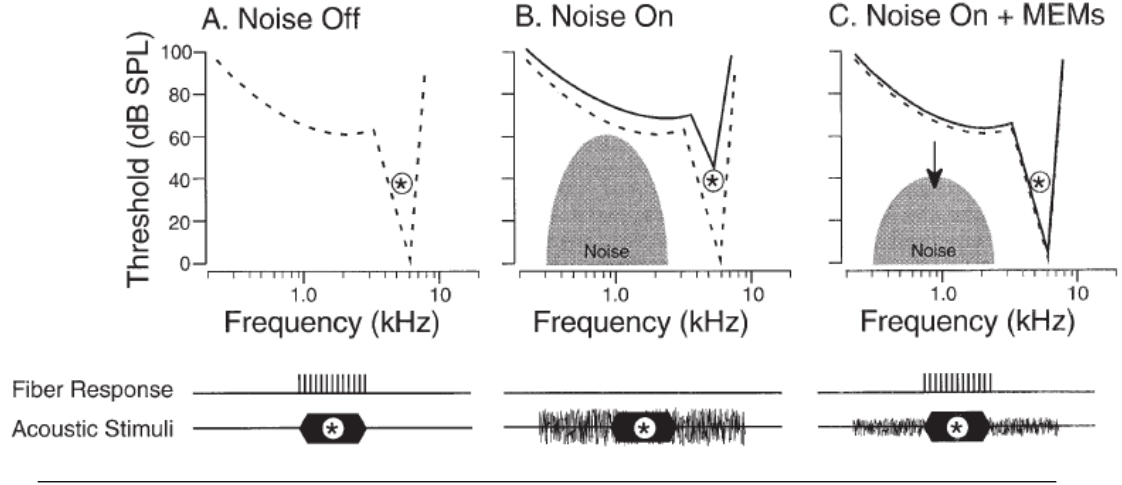 A. Noise Off
B. Noise On
C. Noise On + MEMs
Threshold (dB SPL)
100
80
60
40
20
0
1.0
10
Frequency (kHz)
*
Noise
1.0
10
Frequency (kHz)
*
Noise
1.0
10
Frequency (kHz)
*
Fiber Response
Acoustic Stimuli
*
*
*